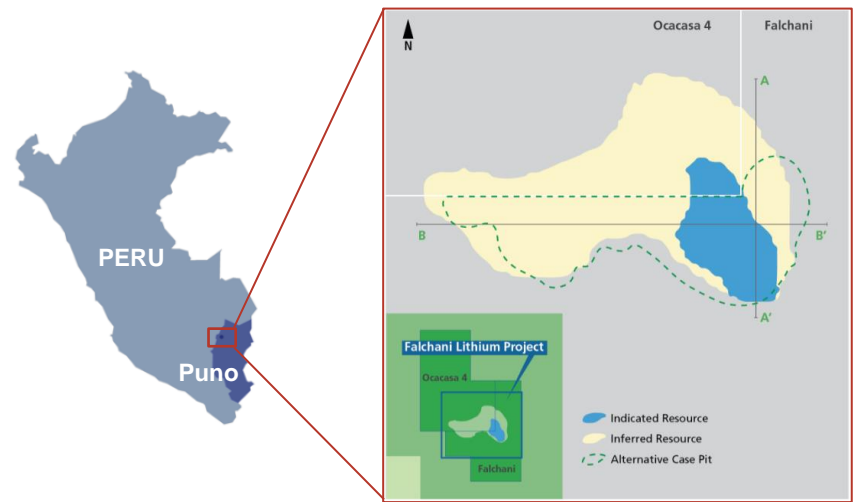 PERU
Puno
N
Ocacasa 4
Falchani
A
B
B'
A'
Falchani Lithium Project
Ocacasa 4
Falchani
Indicated Resource
Inferred Resource
Alternative Case Pit